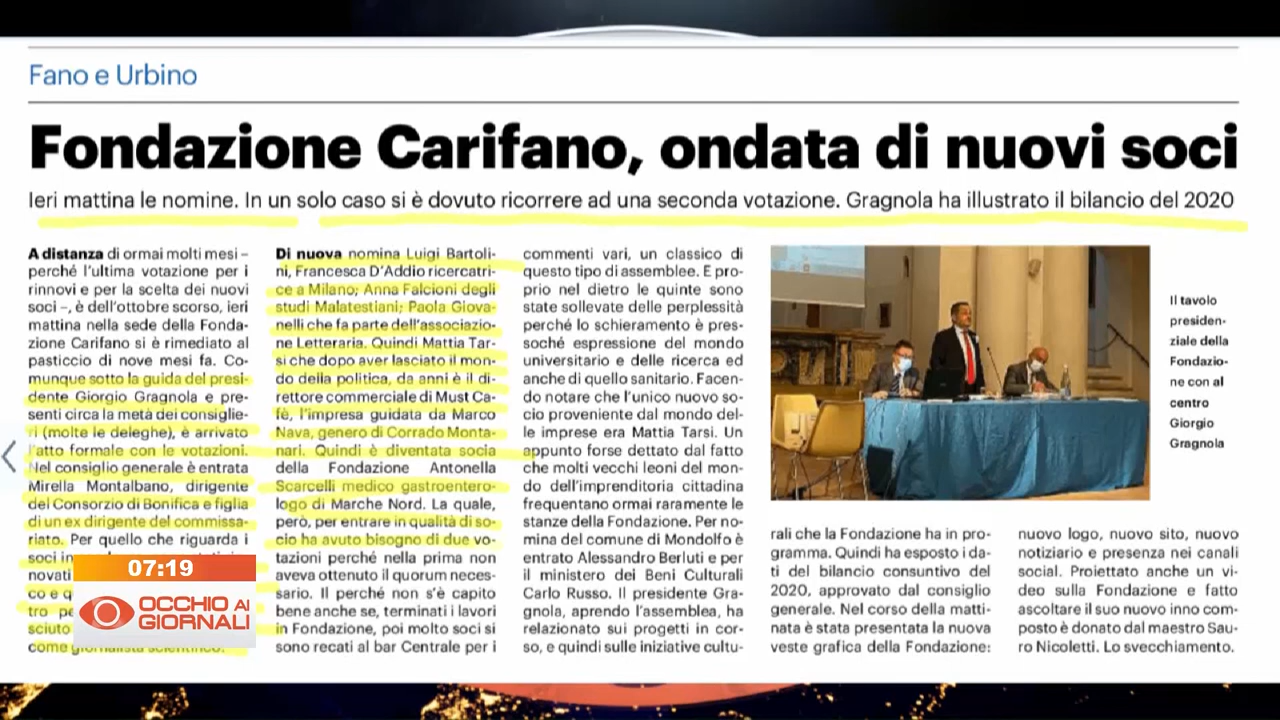 Fano e Urbino
Fondazione Carifano, ondata di nuovi soci
Ieri mattina le nomine. In un solo caso si è dovuto ricorrere ad una seconda votazione. Gragnola ha illustrato il bilancio del 2020
A distanza di ormai molti mesi –
perché l'ultima votazione per i
rinnovi e per la scelta dei nuovi
soci –, è dell'ottobre scorso, ieri
mattina nella sede della Fonda-
zione Carifano si è rimediato al
pasticcio di nove mesi fa. Co-
munque sotto la guida del presi-
dente Giorgio Gragnola e pre-
senti circa la metà dei consiglie-
ri (molte le deleghe), è arrivato
l'atto formale con le votazioni.
Nel consiglio generale è entrata
Mirella Montalbano, dirigente
del Consorzio di Bonifica e figlia
di un ex dirigente del commissa-
riato. Per quello che riguarda i
soci
novati
co e q
tro pe
sciuto
come giornalista scientifico.
Di nuova nomina Luigi Bartoli-
ni, Francesca D'Addio ricercatri-
ce a Milano; Anna Falcioni degli
studi Malatestiani; Paola Giova-
nelli che fa parte dell'associazio-
ne Letteraria. Quindi Mattia Tar-
si che dopo aver lasciato il mon-
do della politica, da anni è il di-
rettore commerciale di Must Ca-
fè, l'impresa guidata da Marco
Nava, genero di Corrado Monta-
nari. Quindi è diventata socia
della Fondazione Antonella
Scarcelli medico gastroentero-
logo di Marche Nord. La quale,
però, per entrare in qualità di so-
cio ha avuto bisogno di due vo-
tazioni perché nella prima non
aveva ottenuto il quorum neces-
sario. Il perché non s'è capito
bene anche se, terminati i lavori
in Fondazione, poi molto soci si
sono recati al bar Centrale per i
commenti vari, un classico di
questo tipo di assemblee. E pro-
prio nel dietro le quinte sono
state sollevate delle perplessità
perché lo schieramento è pres-
soché espressione del mondo
universitario e delle ricerca ed
anche di quello sanitario. Facen-
do notare che l'unico nuovo so-
cio proveniente dal mondo del-
le imprese era Mattia Tarsi. Un
appunto forse dettato dal fatto
che molti vecchi leoni del mon-
do dell'imprenditoria cittadina
frequentano ormai raramente le
stanze della Fondazione. Per no-
mina del comune di Mondolfo è
entrato Alessandro Berluti e per
il ministero dei Beni Culturali
Carlo Russo. Il presidente Gra-
gnola, aprendo l'assemblea, ha
relazionato sui progetti in cor-
so, e quindi sulle iniziative cultu-
rali che la Fondazione ha in pro-
gramma. Quindi ha esposto i da-
ti del bilancio consuntivo del
2020, approvato dal consiglio
generale. Nel corso della matti-
nata è stata presentata la nuova
veste grafica della Fondazione:
nuovo logo, nuovo sito, nuovo
notiziario e presenza nei canali
social. Proiettato anche un vi-
deo sulla Fondazione e fatto
ascoltare il suo nuovo inno com-
posto è donato dal maestro Sau-
ro Nicoletti. Lo svecchiamento.
Il tavolo
presiden-
ziale della
Fondazio-
ne con al
centro
Giorgio
Gragnola
07:19
OCCHIO AI
GIORNALI